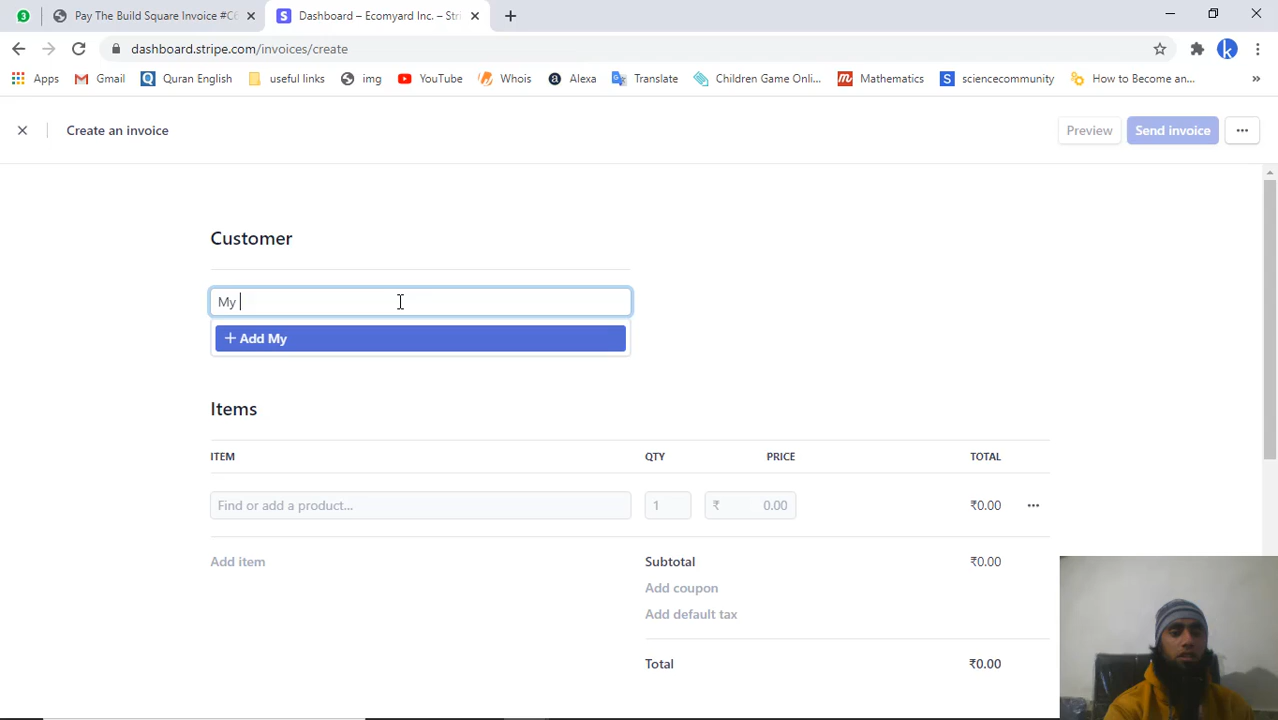 3
Pay The Build Square Invoice #C6
Dashboard – Ecomyard Inc. – Str
dashboard.stripe.com/invoices/create
Apps
Gmail
Quran English
useful links
img
YouTube
Whois
Alexa
Translate
Children Game Onli...
Mathematics
sciencecommunity
How to Become an...
Create an invoice
Preview
Send invoice
Customer
My
+ Add My
Items
ITEM QTY PRICE TOTAL
Find or add a product... 1 ₹ 0.00 ₹0.00
Add item
Subtotal ₹0.00
Add coupon
Add default tax
Total ₹0.00